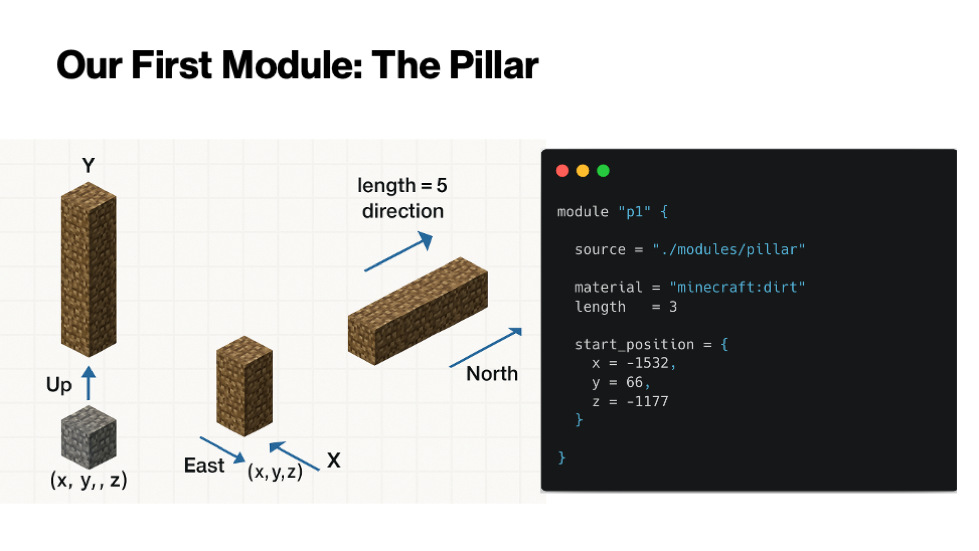 Our First Module: The Pillar
Y
Up
(x, y,, z)
East
(x,y,z)
X
length = 5
direction
North
module "p1" {
source = "./modules/pillar"
material = "minecraft:dirt"
length   = 3
start_position = {
x = -1532,
y = 66,
z = -1177
}
}